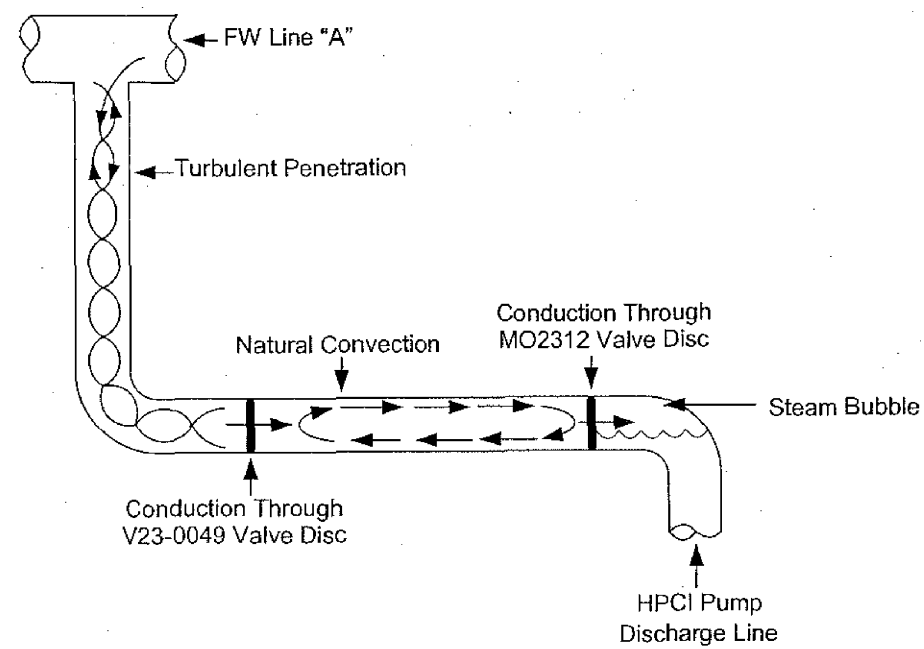 FW Line "A"
Turbulent Penetration
Conduction Through
MO2312 Valve Disc
Natural Convection
Steam Bubble
Conduction Through
V23-0049 Valve Disc
HPCI Pump
Discharge Line